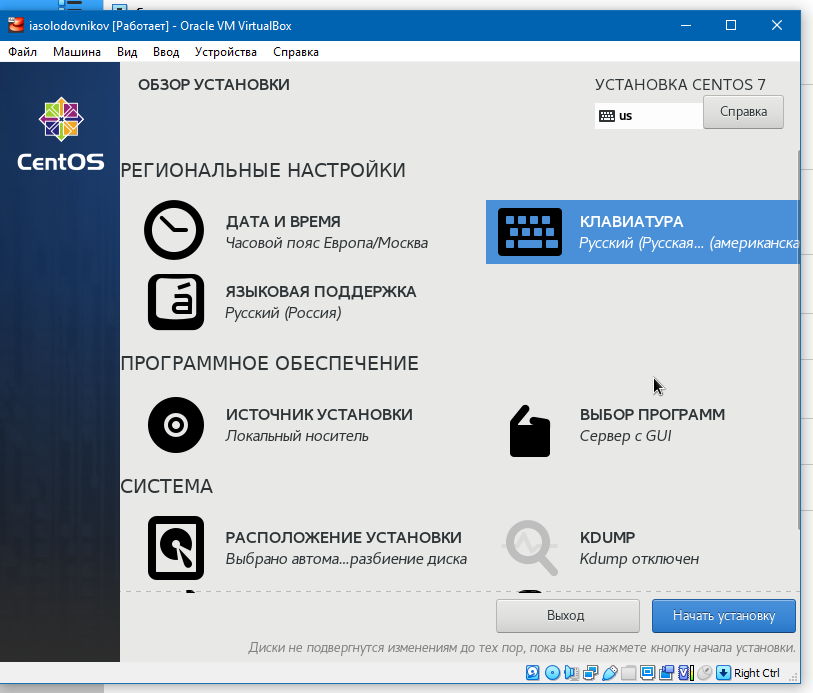 iasolodovnikov [Работает] - Oracle VM VirtualBox
Файл Машина Вид Ввод Устройства Справка
ОБЗОР УСТАНОВКИ
УСТАНОВКА CENTOS 7
us
Справка
CentOS
РЕГИОНАЛЬНЫЕ НАСТРОЙКИ
ДАТА И ВРЕМЯ
Часовой пояс Европа/Москва
КЛАВИАТУРА
Русский (Русская... (американска
ЯЗЫКОВАЯ ПОДДЕРЖКА
Русский (Россия)
ПРОГРАММНОЕ ОБЕСПЕЧЕНИЕ
ИСТОЧНИК УСТАНОВКИ
Локальный носитель
ВЫБОР ПРОГРАММ
Сервер с GUI
СИСТЕМА
РАСПОЛОЖЕНИЕ УСТАНОВКИ
Выбрано автома...разбиение диска
KDUMP
Kdump отключен
Выход
Начать установку
Диски не подвергнутся изменениям до тех пор, пока вы не нажмете кнопку начала установки.
Right Ctrl